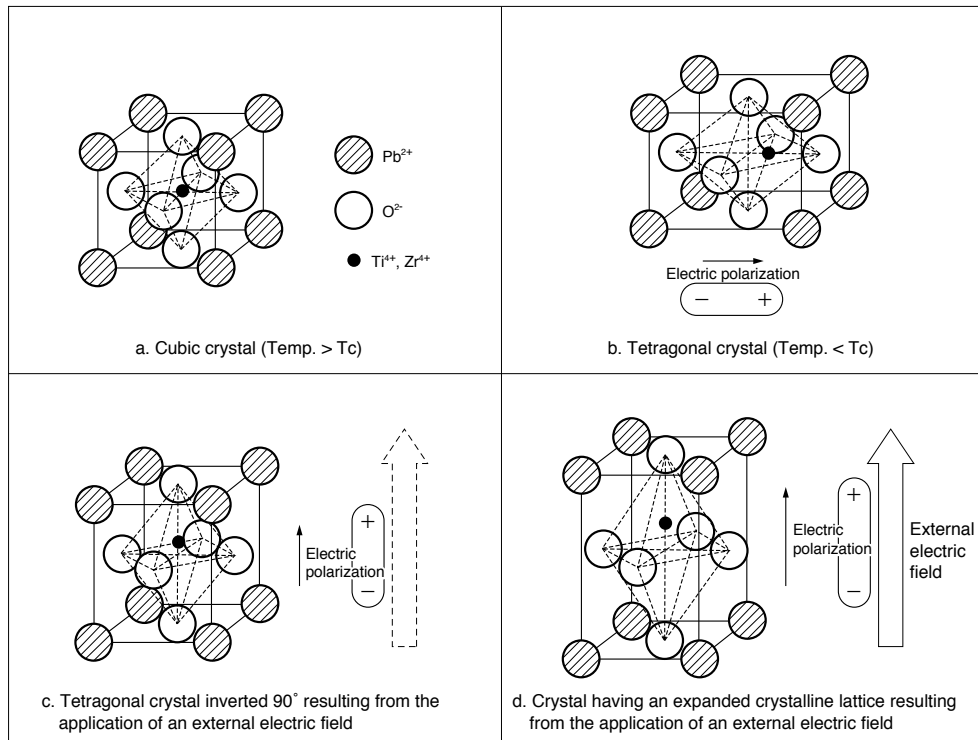 Pb²⁺
O²⁻
Ti⁴⁺, Zr⁴⁺
a. Cubic crystal (Temp. > Tc)
Electric polarization
− +
b. Tetragonal crystal (Temp. < Tc)
+
Electric
polarization
−
c. Tetragonal crystal inverted 90° resulting from the
application of an external electric field
+
Electric
polarization
−
External
electric
field
d. Crystal having an expanded crystalline lattice resulting
from the application of an external electric field